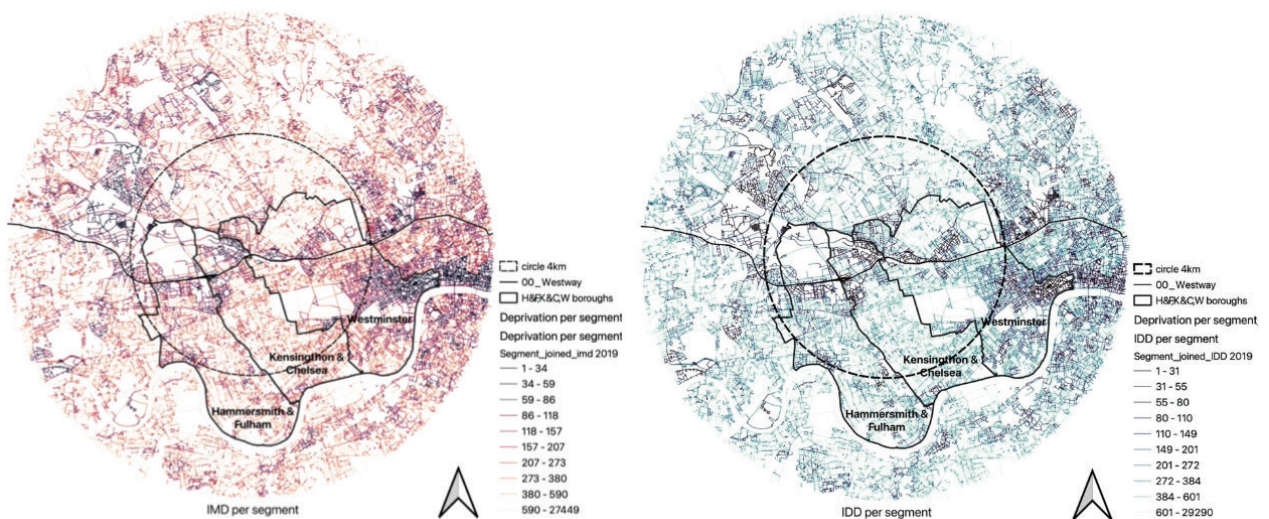 circle 4km
00_Westway
H&F,K&C,W boroughs
Deprivation per segment
Deprivation per segment
Segment_joined_imd 2019
1 - 34
34 - 59
59 - 86
86 - 118
118 - 157
157 - 207
207 - 273
273 - 380
380 - 590
590 - 27449
Westminster
Kensingthon &
Chelsea
Hammersmith &
Fulham
IMD per segment
circle 4km
00_Westway
H&F,K&C,W boroughs
Deprivation per segment
IDD per segment
Segment_joined_IDD 2019
1 - 31
31 - 55
55 - 80
80 - 110
110 - 149
149 - 201
201 - 272
272 - 384
384 - 601
601 - 29290
Westminster
Kensingthon &
Chelsea
Hammersmith &
Fulham
IDD per segment